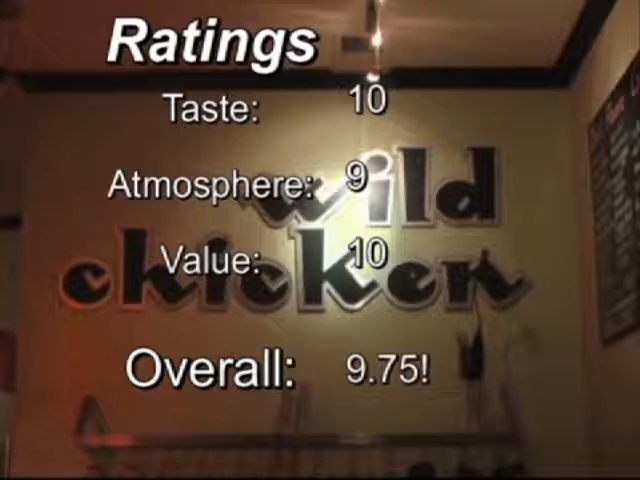 Ratings
Taste: 10
Atmosphere: 9
wild
Value: 10
chicken
Overall: 9.75!